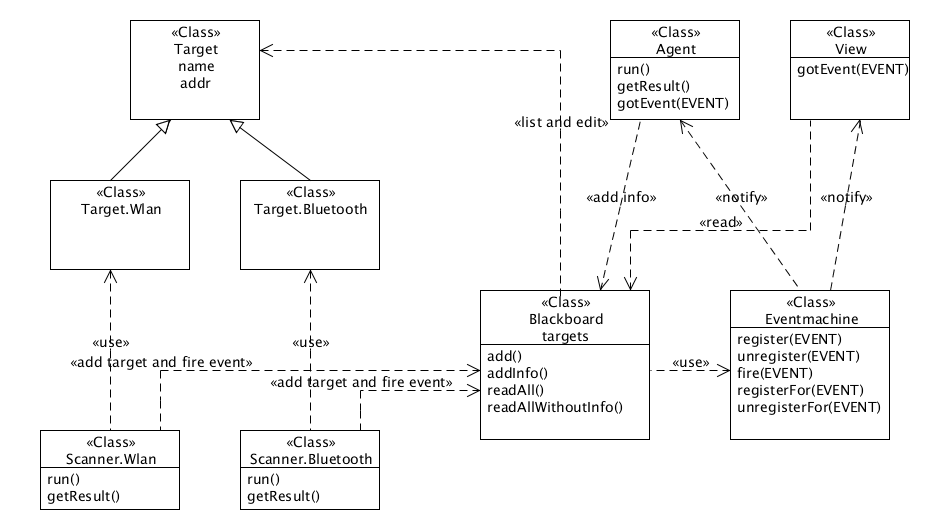 «Class»
Target
name
addr
«Class»
Agent
run()
getResult()
gotEvent(EVENT)
«Class»
View
gotEvent(EVENT)
«list and edit»
«Class»
Target.Wlan
«Class»
Target.Bluetooth
«add info»
«notify»
«notify»
«read»
«Class»
Blackboard
targets
add()
addInfo()
readAll()
readAllWithoutInfo()
«Class»
Eventmachine
register(EVENT)
unregister(EVENT)
fire(EVENT)
registerFor(EVENT)
unregisterFor(EVENT)
«use»
«use»
«use»
«add target and fire event»
«add target and fire event»
«Class»
Scanner.Wlan
run()
getResult()
«Class»
Scanner.Bluetooth
run()
getResult()